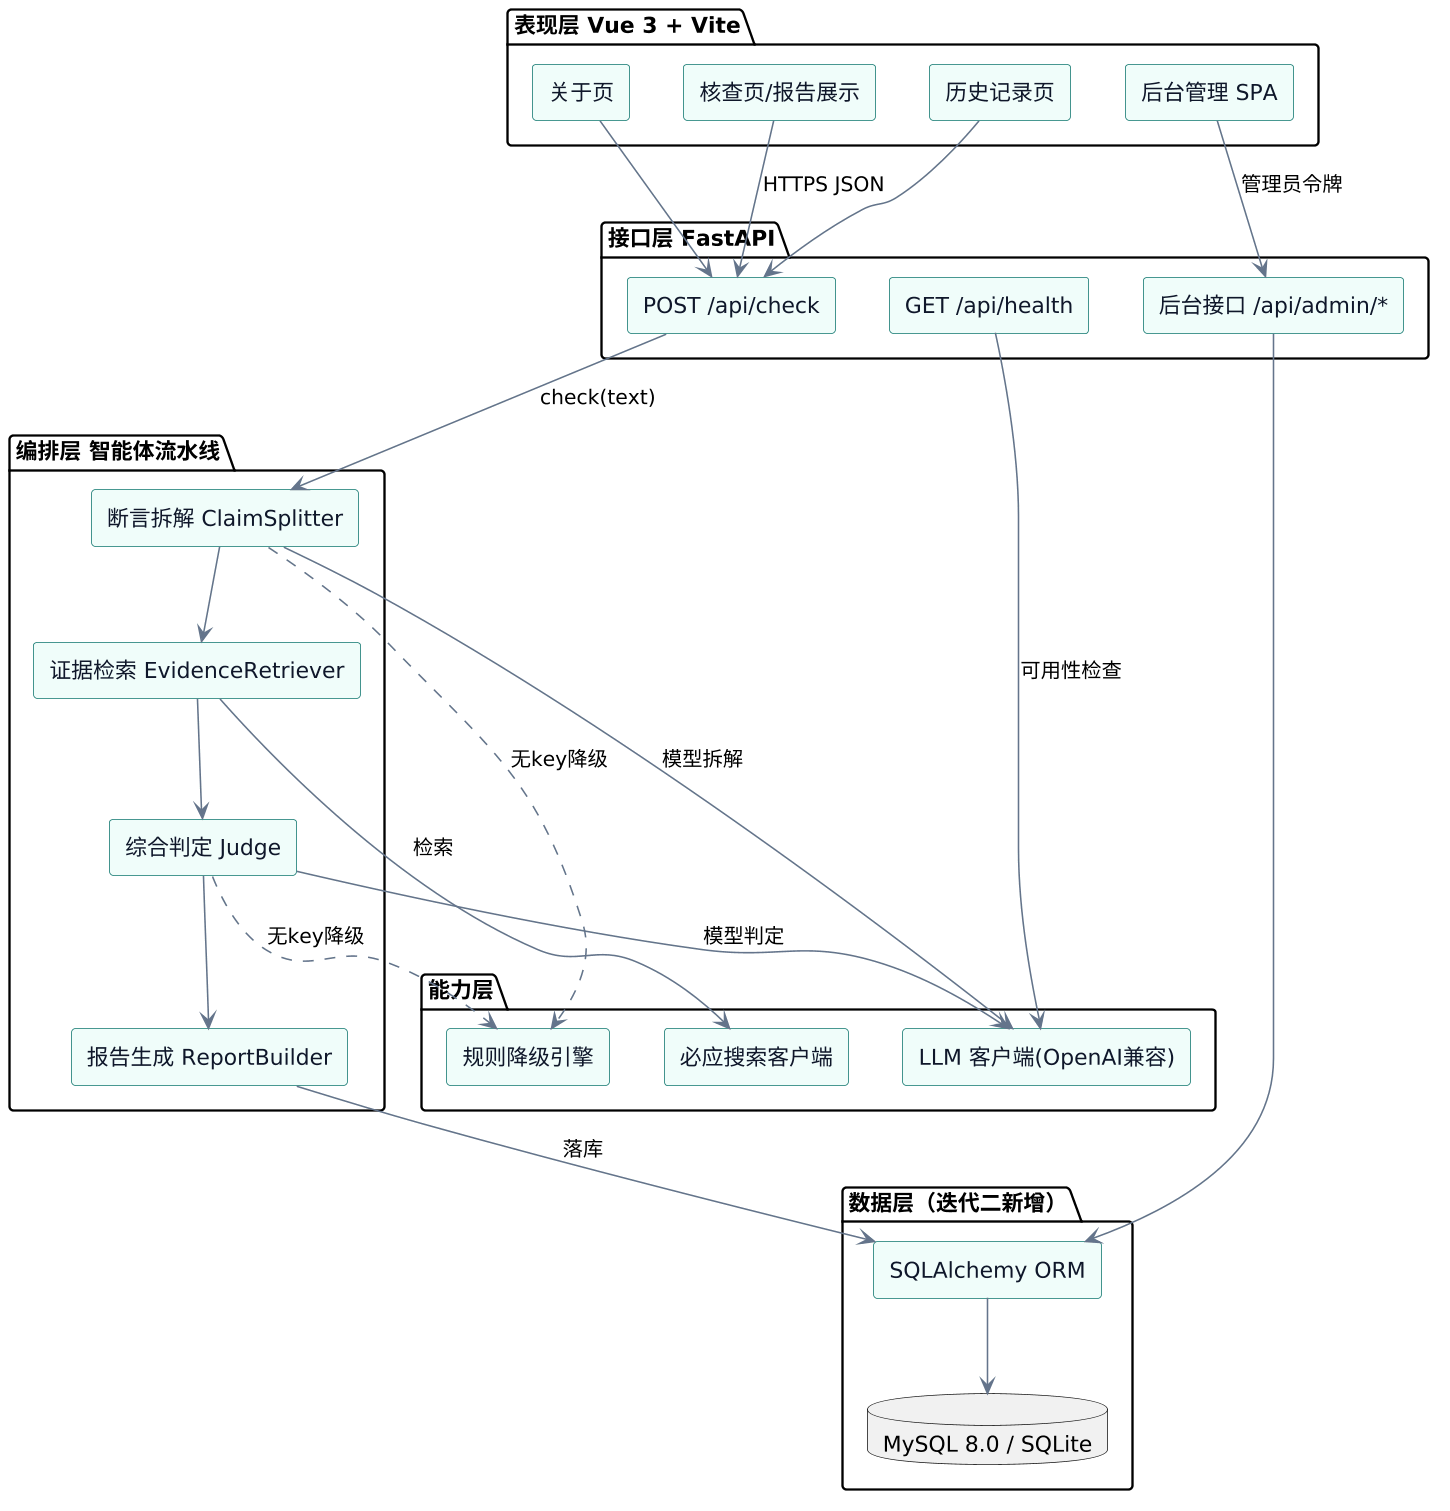 表现层 Vue 3 + Vite
关于页
核查页/报告展示
历史记录页
后台管理 SPA
HTTPS JSON
管理员令牌
接口层 FastAPI
POST /api/check
GET /api/health
后台接口 /api/admin/*
check(text)
编排层 智能体流水线
断言拆解 ClaimSplitter
证据检索 EvidenceRetriever
可用性检查
无key降级
模型拆解
综合判定 Judge
检索
无key降级
模型判定
能力层
报告生成 ReportBuilder
规则降级引擎
必应搜索客户端
LLM 客户端(OpenAI兼容)
落库
数据层（迭代二新增）
SQLAlchemy ORM
MySQL 8.0 / SQLite